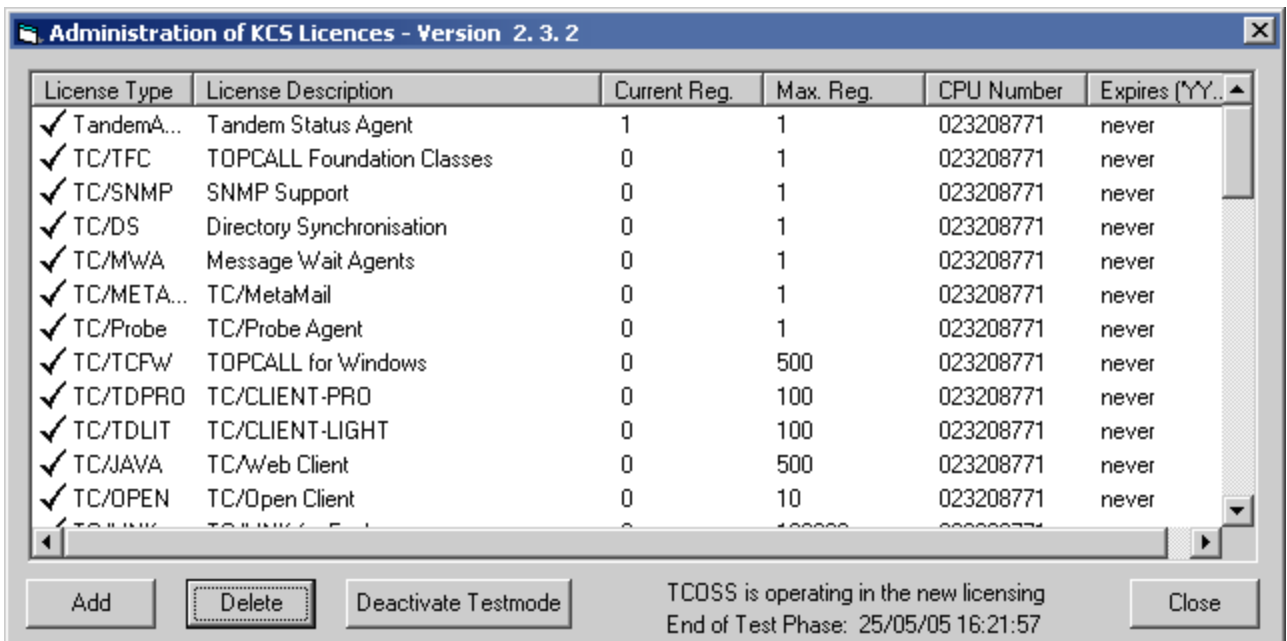 Administration of KCS Licences - Version 2. 3. 2
License Type License Description Current Reg. Max. Reg. CPU Number Expires ('YY...
TandemA... Tandem Status Agent 1 1 023208771 never
TC/TFC TOPCALL Foundation Classes 0 1 023208771 never
TC/SNMP SNMP Support 0 1 023208771 never
TC/DS Directory Synchronisation 0 1 023208771 never
TC/MWA Message Wait Agents 0 1 023208771 never
TC/META... TC/MetaMail 0 1 023208771 never
TC/Probe TC/Probe Agent 0 1 023208771 never
TC/TCFW TOPCALL for Windows 0 500 023208771 never
TC/TDPRO TC/CLIENT-PRO 0 100 023208771 never
TC/TDLIT TC/CLIENT-LIGHT 0 100 023208771 never
TC/JAVA TC/Web Client 0 500 023208771 never
TC/OPEN TC/Open Client 0 10 023208771 never
Add Delete Deactivate Testmode TCOSS is operating in the new licensing Close
End of Test Phase: 25/05/05 16:21:57